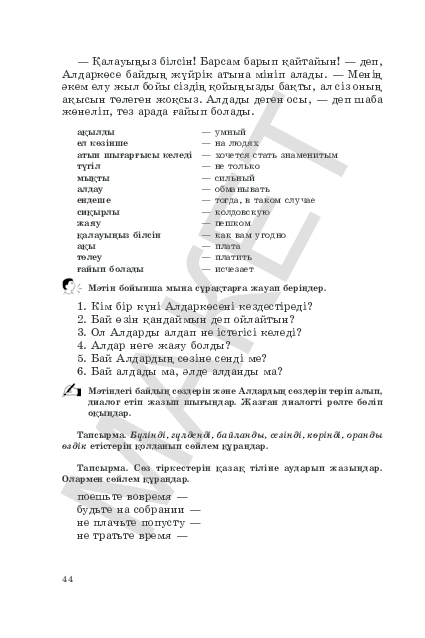 — Қалауыңыз білсін! Барсам барып қайтайын! — деп,
Алдаркөсе байдың жүйрік атына мініп алады. — Менің
әкем елу жыл бойы сіздің қойыңызды бақты, ал сіз оның
ақысын төлеген жоқсыз. Алдады деген осы, — деп шаба
жөнеліп, тез арада ғайып болады.
ақылды — умный
ел көзінше — на людях
атын шығарғысы келеді — хочется стать знаменитым
түгіл — не только
мықты — сильный
алдау — обманывать
ендеше — тогда, в таком случае
сиқырлы — колдовскую
жаяу — пешком
қалауыңыз білсін — как вам угодно
ақы — плата
төлеу — платить
ғайып болады — исчезает
Мәтін бойынша мына сұрақтарға жауап беріңдер.
1. Кім бір күні Алдаркөсені кездестіреді?
2. Бай өзін қандаймын деп ойлайтын?
3. Ол Алдарды алдап не істегісі келеді?
4. Алдар неге жаяу болды?
5. Бай Алдардың сөзіне сенді ме?
6. Бай алдады ма, әлде алданды ма?
Мәтіндегі байдың сөздерін және Алдардың сөздерін теріп алып,
диалог етіп жазып шығыңдар. Жазған диалогті рөлге бөліп
оқыңдар.
Тапсырма. Бүлінді, гүлденді, байланды, сезінді, көрінді, оранды
өздік етістерін қолданып сөйлем құраңдар.
Тапсырма. Сөз тіркестерін қазақ тіліне аударып жазыңдар.
Олармен сөйлем құраңдар.
поешьте вовремя —
будьте на собрании —
не плачьте попусту —
не тратьте время —
44
МАКЕТ